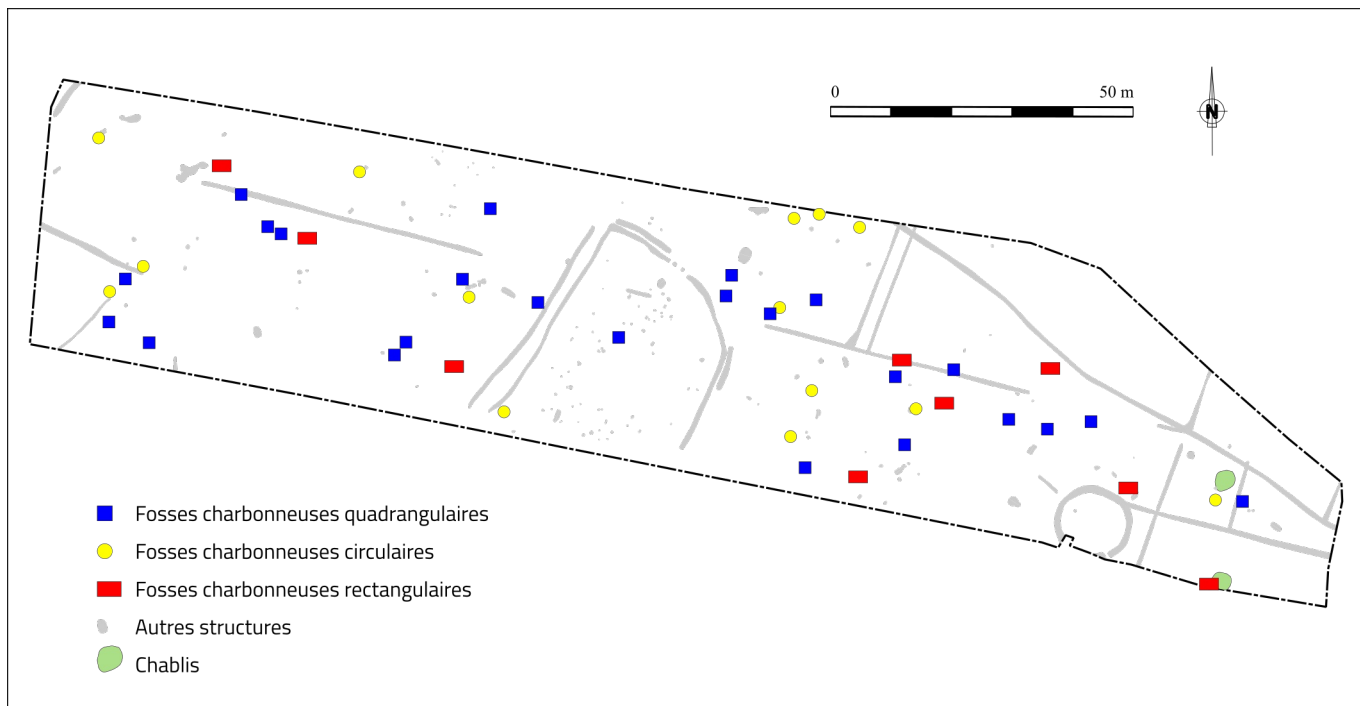 0 50 m
N
Fosses charbonneuses quadrangulaires
Fosses charbonneuses circulaires
Fosses charbonneuses rectangulaires
Autres structures
Chablis